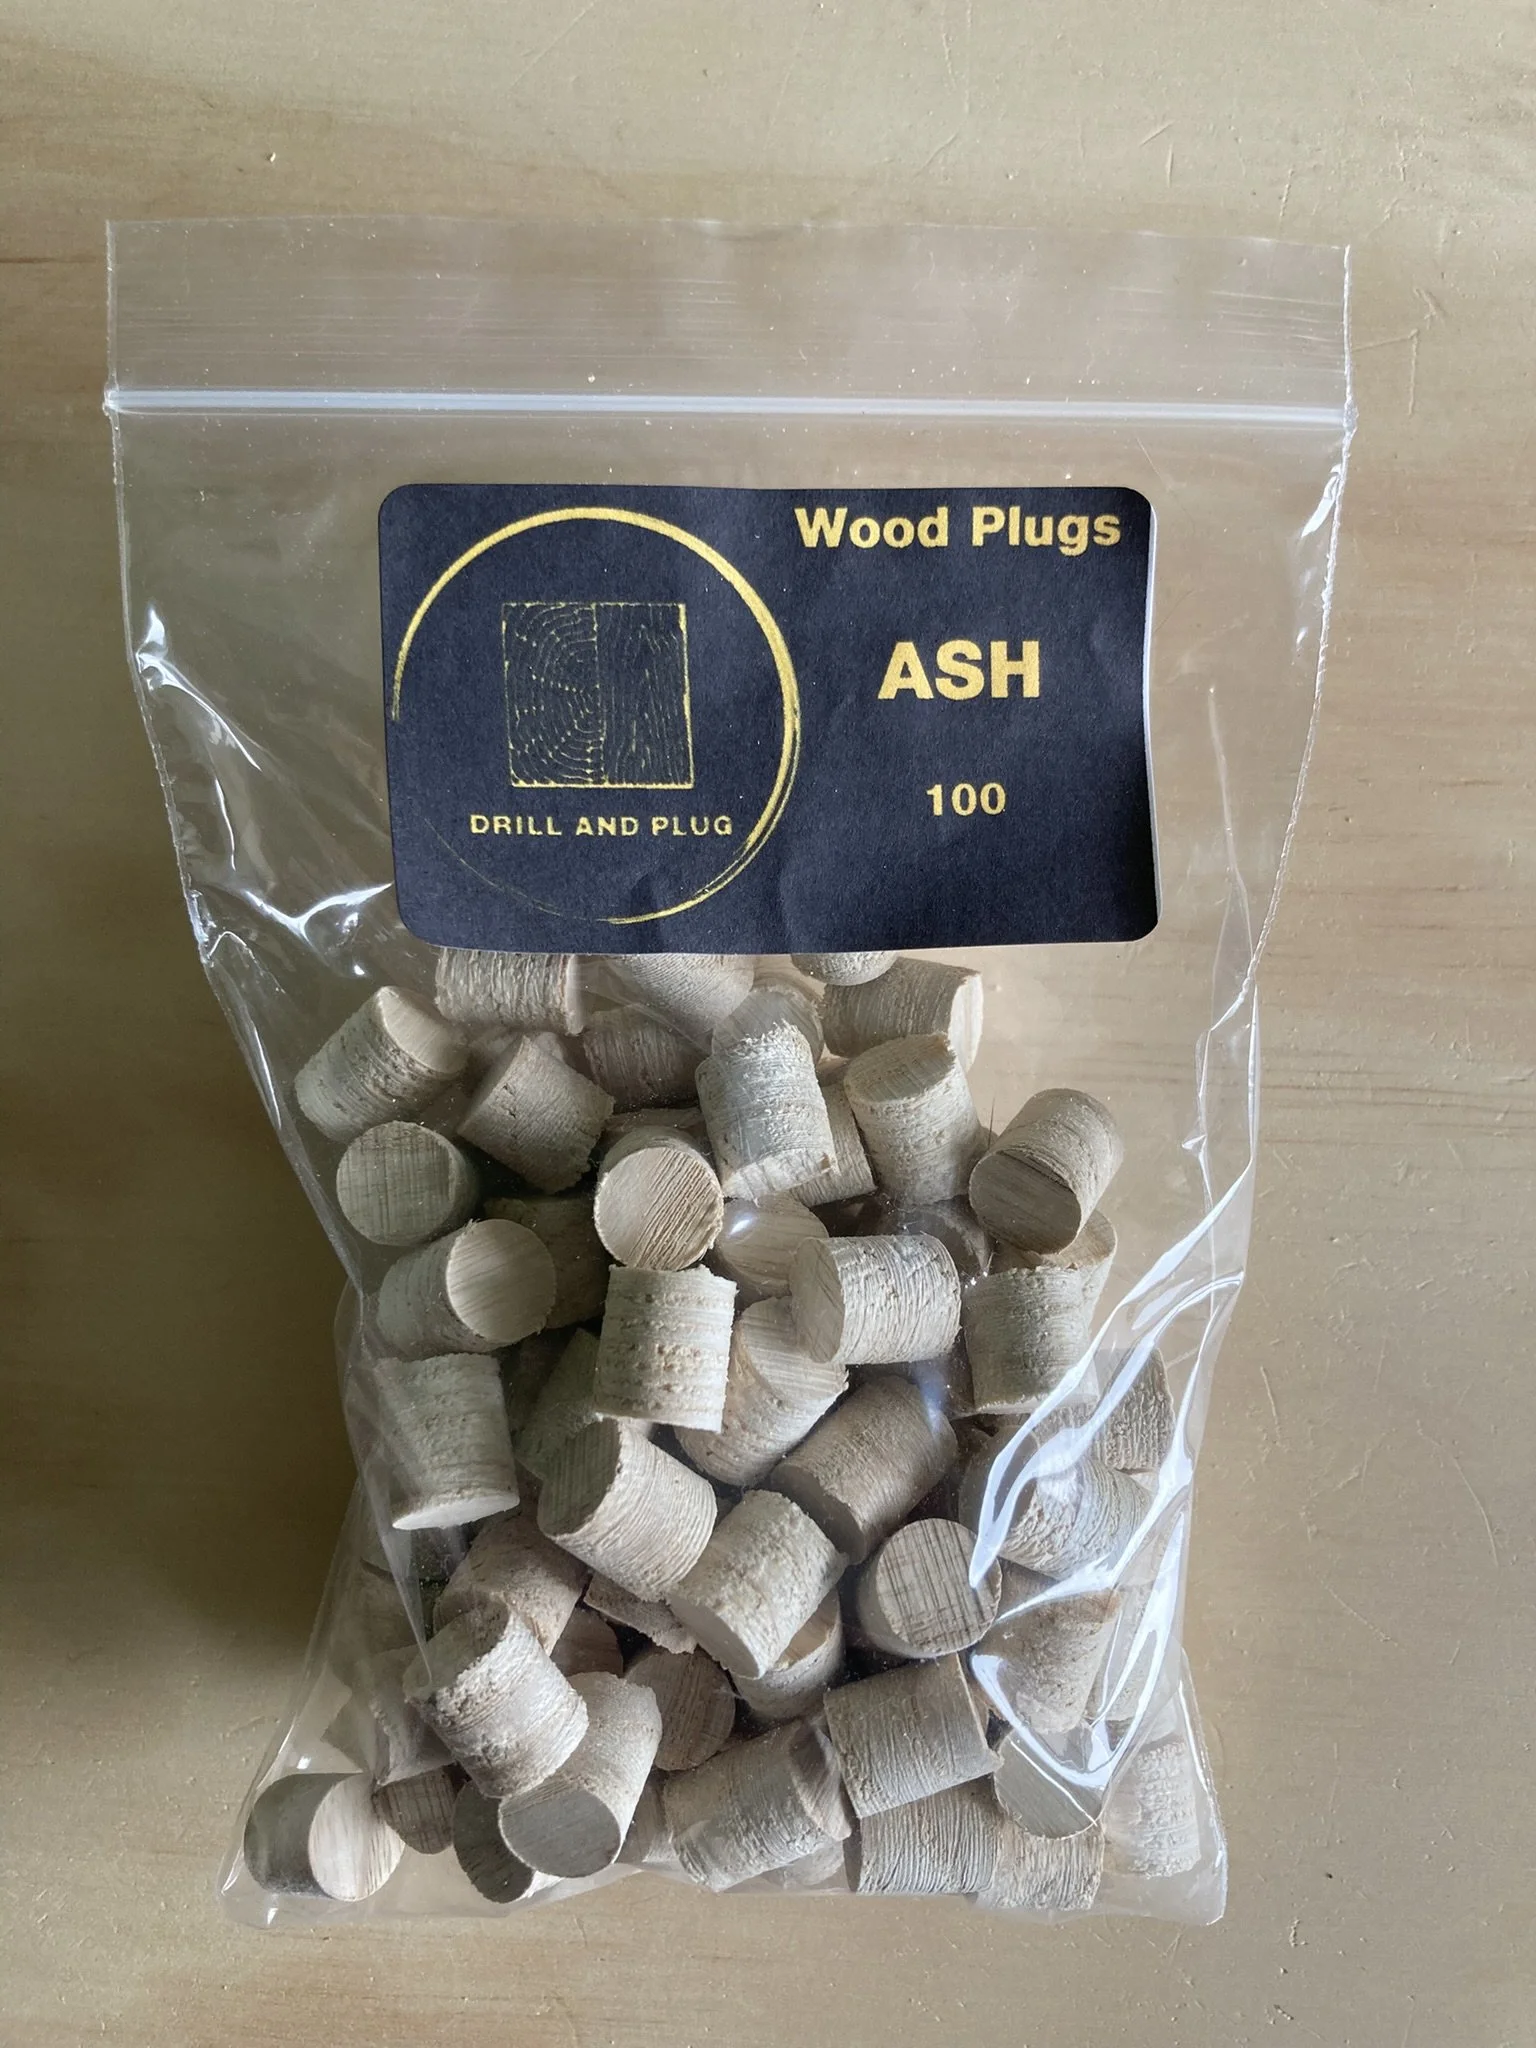 Wood Plugs
ASH
100
DRILL AND PLUG